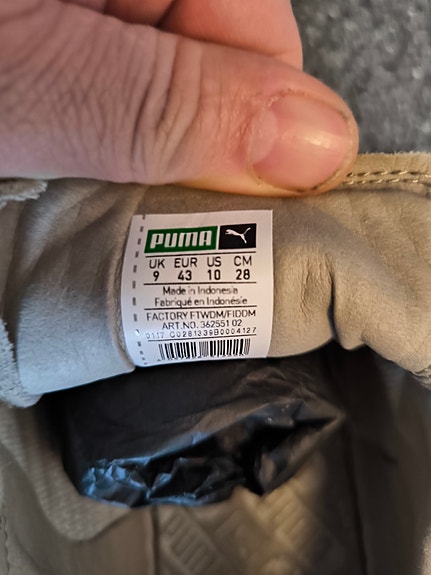 PUMA
UK EUR US CM
9 43 10 28
Made in Indonesia
Fabriqué en Indonésie
FACTORY FTWDM/FIDDM
ART.NO. 362551 02
0117 C0281339B0004127